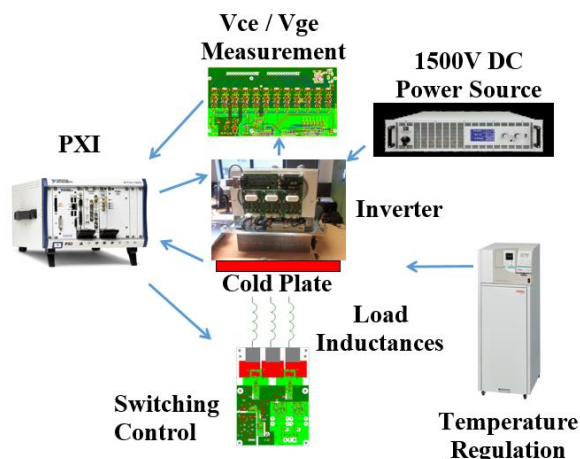 Vce / Vge
Measurement
1500V DC
Power Source
PXI
Inverter
Cold Plate
Load
Inductances
Switching
Control
Temperature
Regulation